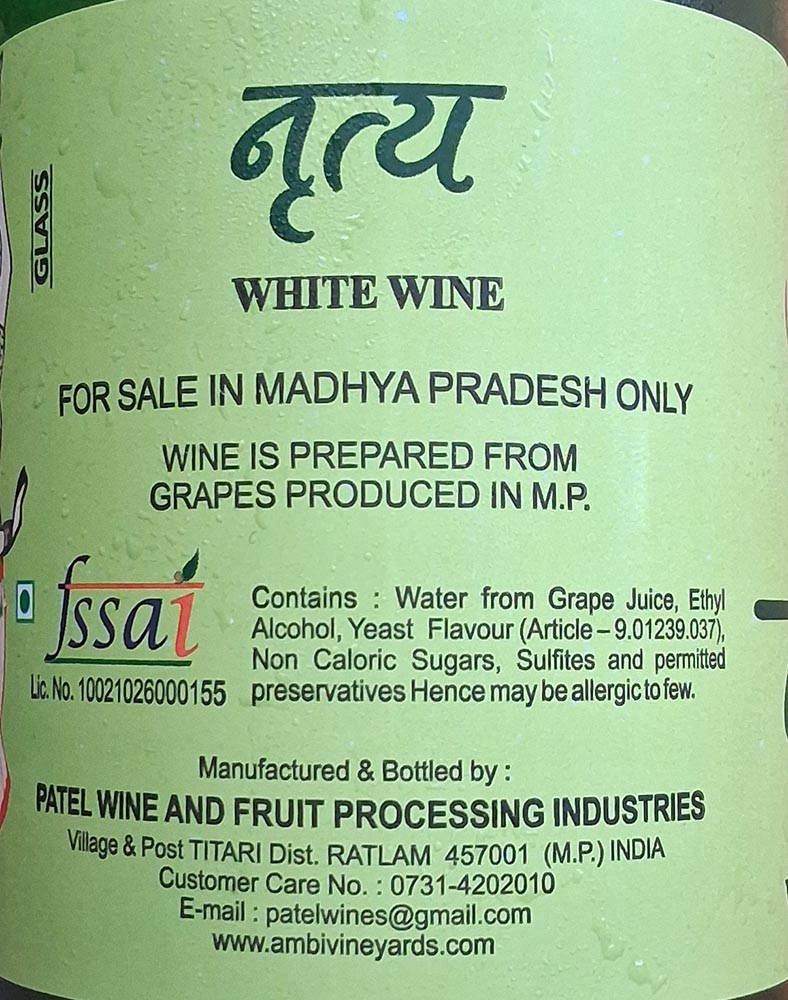 नृत्य
GLASS
WHITE WINE
FOR SALE IN MADHYA PRADESH ONLY
WINE IS PREPARED FROM
GRAPES PRODUCED IN M.P.
fssai
Lic. No. 10021026000155
Contains : Water from Grape Juice, Ethyl
Alcohol, Yeast Flavour (Article – 9.01239.037),
Non Caloric Sugars, Sulfites and permitted
preservatives Hence may be allergic to few.
Manufactured & Bottled by :
PATEL WINE AND FRUIT PROCESSING INDUSTRIES
Village & Post TITARI Dist. RATLAM 457001 (M.P.) INDIA
Customer Care No. : 0731-4202010
E-mail : patelwines@gmail.com
www.ambivineyards.com